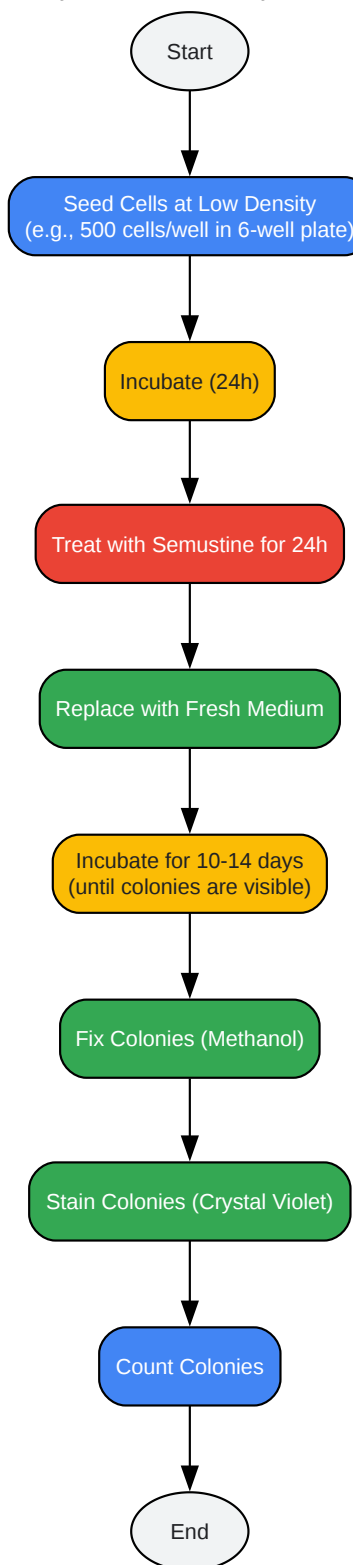 Start
Seed Cells at Low Density
(e.g., 500 cells/well in 6-well plate)
Incubate (24h)
Treat with Semustine for 24h
Replace with Fresh Medium
Incubate for 10-14 days
(until colonies are visible)
Fix Colonies (Methanol)
Stain Colonies (Crystal Violet)
Count Colonies
End